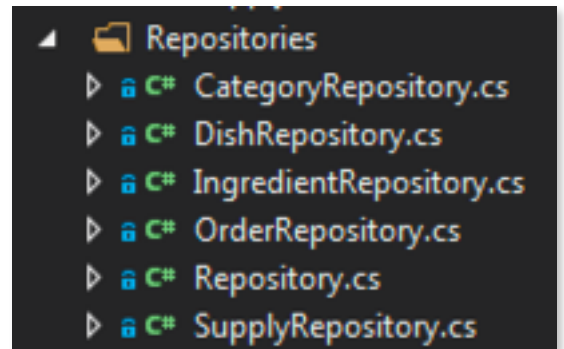 Repositories
C# CategoryRepository.cs
C# DishRepository.cs
C# IngredientRepository.cs
C# OrderRepository.cs
C# Repository.cs
C# SupplyRepository.cs